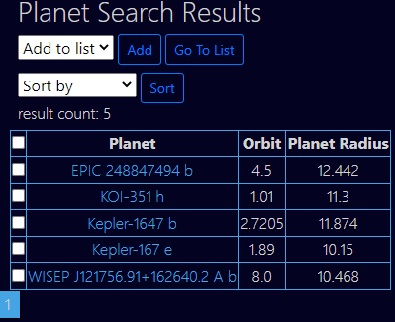 Planet Search Results
Add to list Add Go To List
Sort by Sort
result count: 5
Planet Orbit Planet Radius
EPIC 248847494 b 4.5 12.442
KOI-351 h 1.01 11.3
Kepler-1647 b 2.7205 11.874
Kepler-167 e 1.89 10.15
WISEP J121756.91+162640.2 A b 8.0 10.468
1